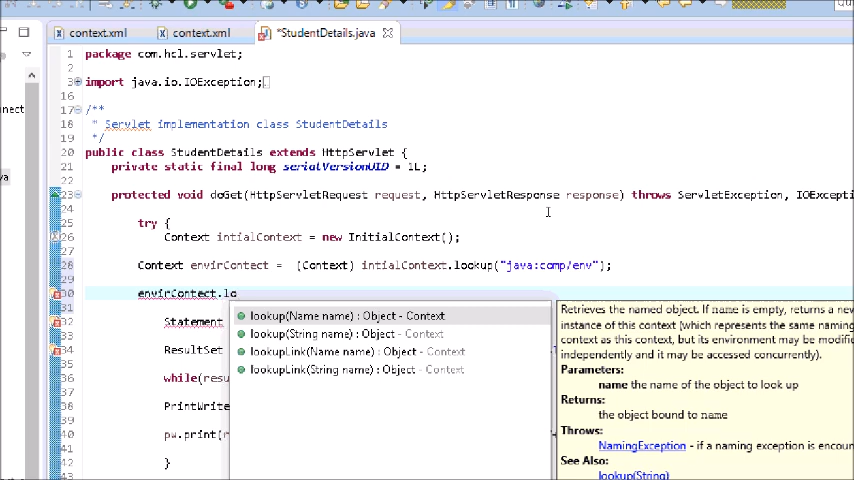 Qu
context.xml context.xml *StudentDetails.java
1 package com.hcl.servlet;
2
3 import java.io.IOException;
16
17 /**
nnect
18 * Servlet implementation class StudentDetails
19 */
va
20 public class StudentDetails extends HttpServlet {
21 private static final long serialVersionUID = 1L;
22
23 protected void doGet(HttpServletRequest request, HttpServletResponse response) throws ServletException, IOExcepti
24
25 try {
26 Context intialContext = new InitialContext();
27
28 Context envirContect = (Context) intialContext.lookup("java:comp/env");
29
30 envirContect.lo
31
32 Statement
33
34 ResultSet
35
36 while(resu
37
38 PrintWrite
39
40 pw.print(r
41
42 }
43
lookup(Name name) : Object - Context
lookup(String name) : Object - Context
lookupLink(Name name) : Object - Context
lookupLink(String name) : Object - Context
Retrieves the named object. If name is empty, returns a new
instance of this context (which represents the same naming
context as this context, but its environment may be modifie
independently and it may be accessed concurrently).
Parameters:
name the name of the object to look up
Returns:
the object bound to name
Throws:
NamingException - if a naming exception is encoun
See Also:
lookup(String)